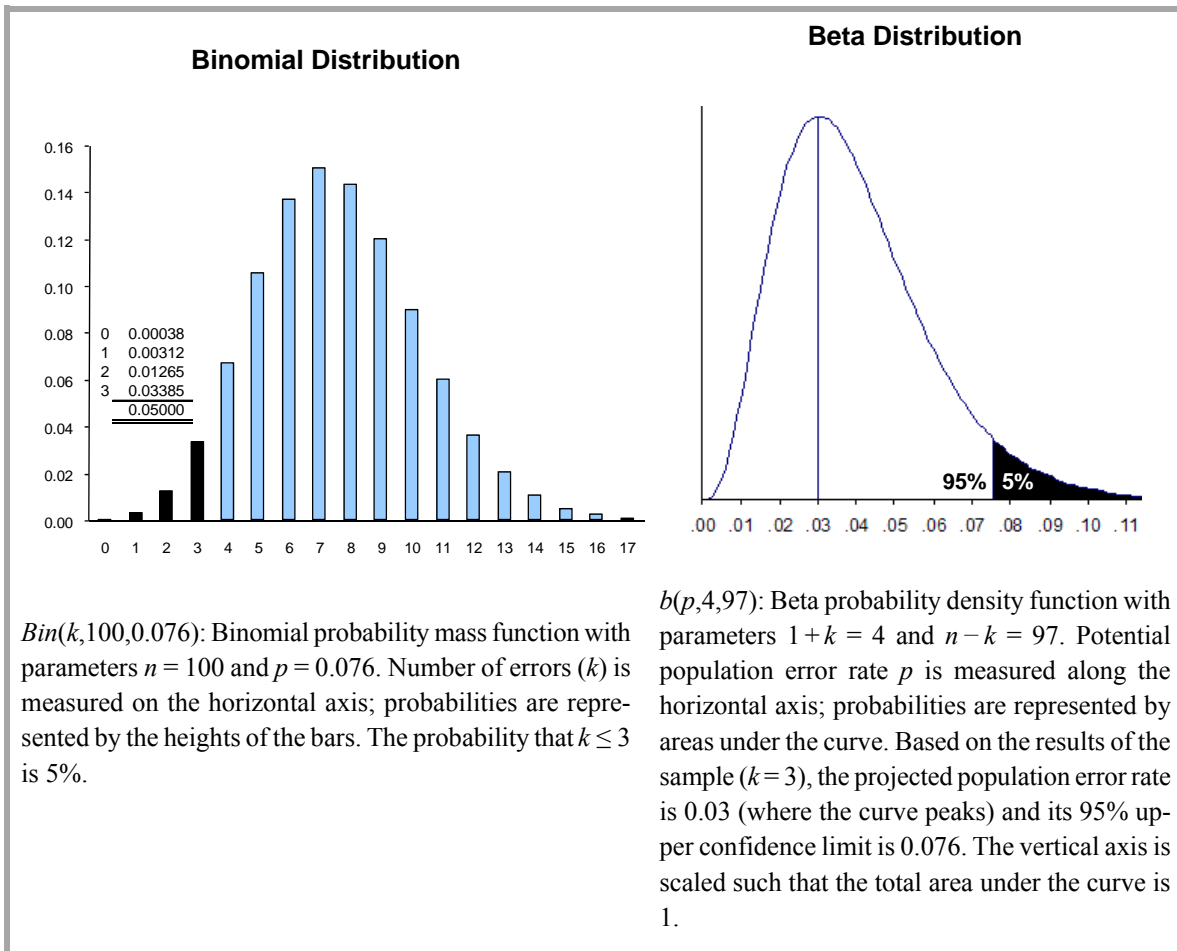 Binomial Distribution
0.16
0.14
0.12
0.10
0.08
0.06
0.04
0.02
0.00
0 0.00038
1 0.00312
2 0.01265
3 0.03385
0.05000
0 1 2 3 4 5 6 7 8 9 10 11 12 13 14 15 16 17
Bin(k,100,0.076): Binomial probability mass function with
parameters n = 100 and p = 0.076. Number of errors (k) is
measured on the horizontal axis; probabilities are repre-
sented by the heights of the bars. The probability that k ≤ 3
is 5%.
Beta Distribution
95% 5%
.00 .01 .02 .03 .04 .05 .06 .07 .08 .09 .10 .11
b(p,4,97): Beta probability density function with
parameters 1 + k = 4 and n − k = 97. Potential
population error rate p is measured along the
horizontal axis; probabilities are represented by
areas under the curve. Based on the results of the
sample (k = 3), the projected population error rate
is 0.03 (where the curve peaks) and its 95% up-
per confidence limit is 0.076. The vertical axis is
scaled such that the total area under the curve is
1.